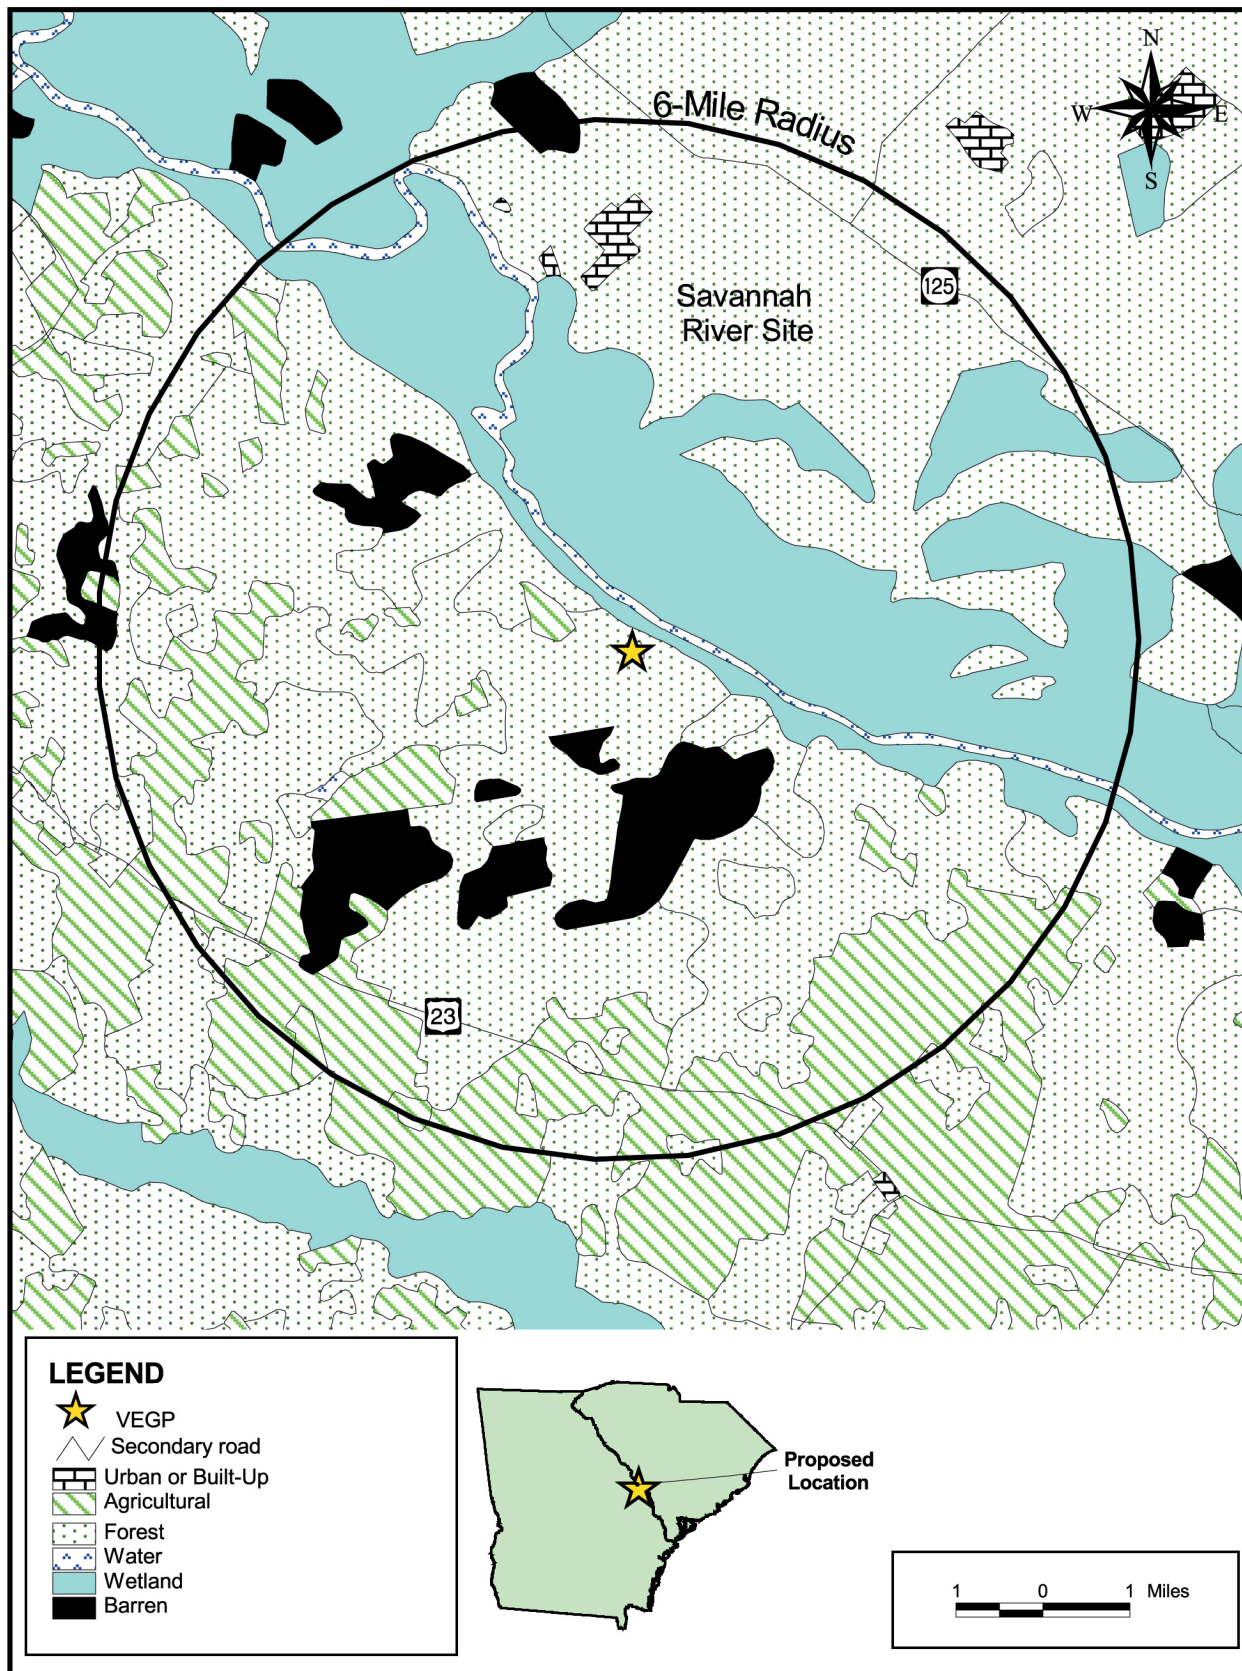 N
W E
S
6-Mile Radius
125
Savannah
River Site
23
LEGEND
VEGP
Secondary road
Urban or Built-Up
Agricultural
Forest
Water
Wetland
Barren
Proposed
Location
1 0 1 Miles